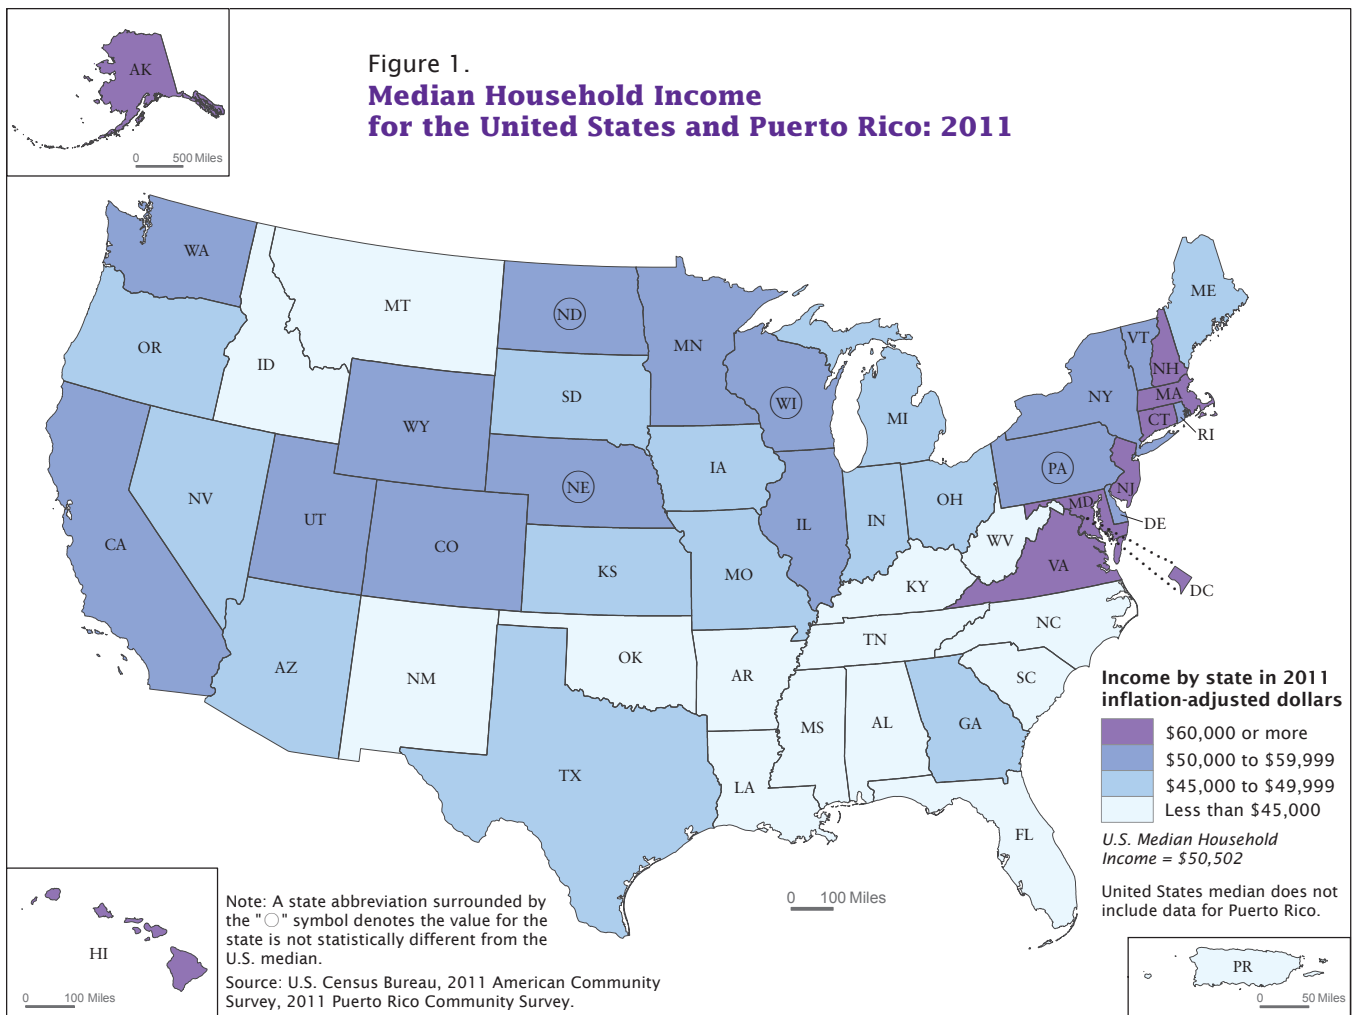 AK
0 500 Miles
Figure 1.
Median Household Income
for the United States and Puerto Rico: 2011
WA
MT
ND
MN
ME
OR
ID
SD
WI
MI
VT
NH
NY
MA
CT
RI
WY
IA
NE
PA
NJ
NV
UT
CO
IL
IN
OH
MD
DE
CA
KS
MO
WV
VA
KY
DC
AZ
NM
OK
AR
TN
NC
SC
MS
AL
GA
TX
LA
FL
Income by state in 2011
inflation-adjusted dollars
$60,000 or more
$50,000 to $59,999
$45,000 to $49,999
Less than $45,000
U.S. Median Household
Income = $50,502
United States median does not
include data for Puerto Rico.
0 100 Miles
HI
0 100 Miles
Note: A state abbreviation surrounded by
the "○" symbol denotes the value for the
state is not statistically different from the
U.S. median.
Source: U.S. Census Bureau, 2011 American Community
Survey, 2011 Puerto Rico Community Survey.
PR
0 50 Miles